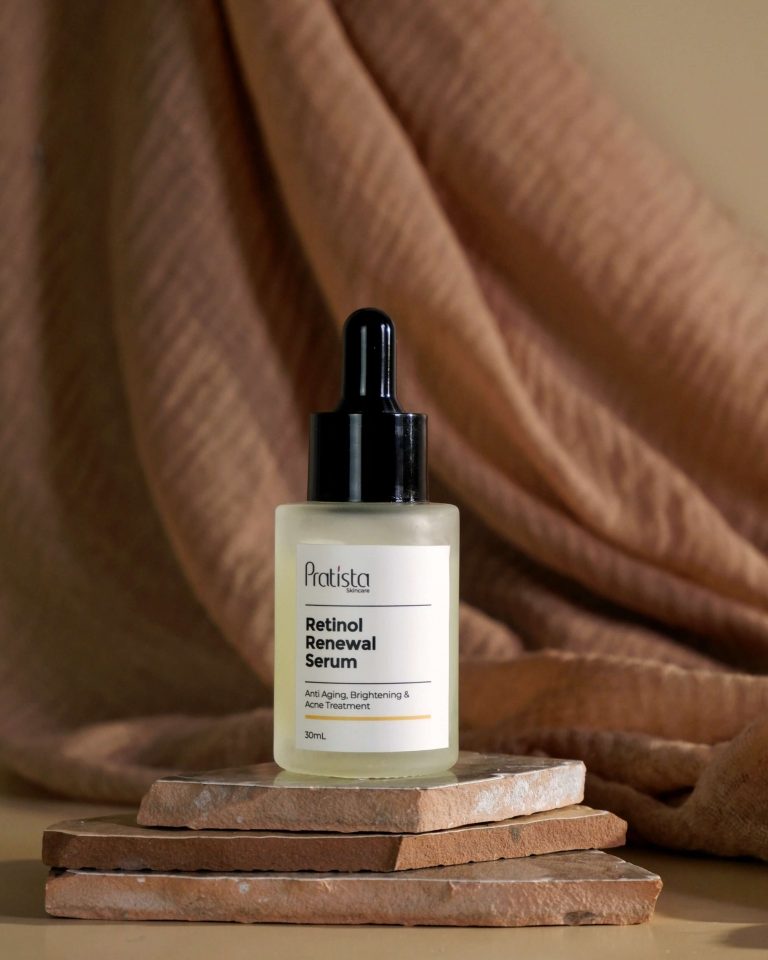 Pratista
Skincare
Retinol
Renewal
Serum
Anti Aging, Brightening &
Acne Treatment
30mL